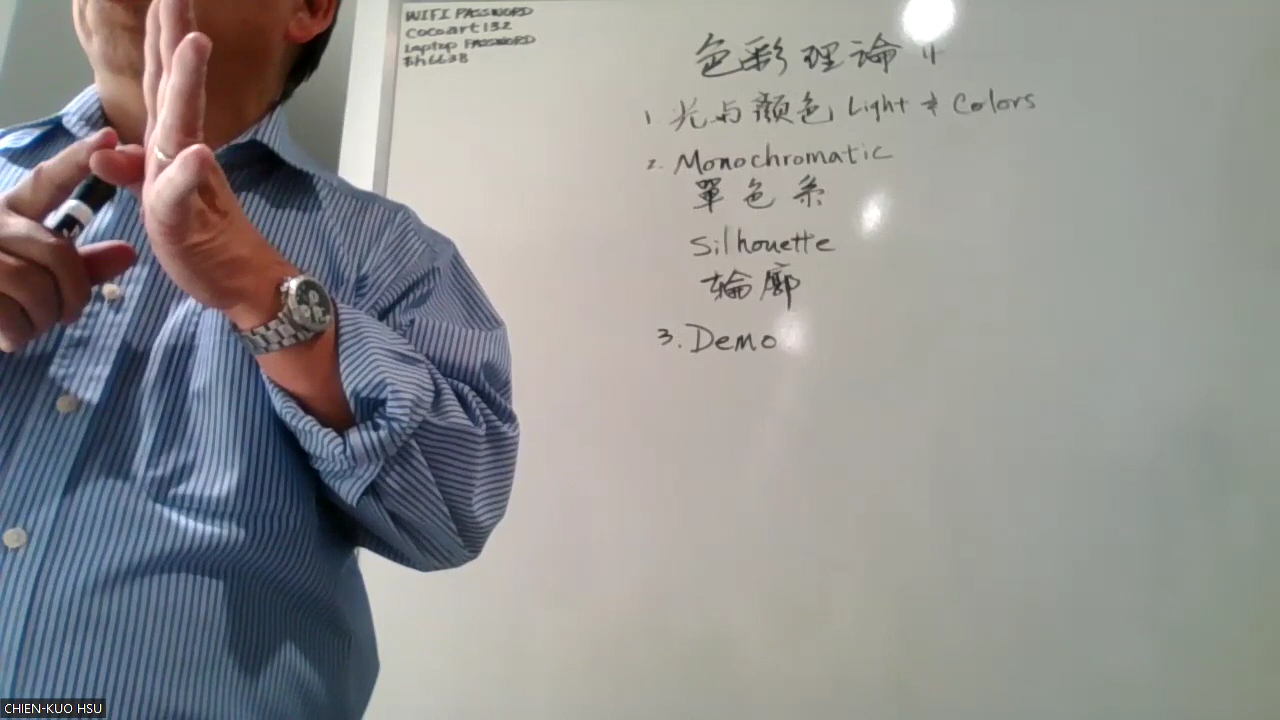 WIFI PASSWORD
cocoart132
Laptop PASSWORD
色彩理論 II
1. 光与顏色 Light & Colors
2. Monochromatic
單色系
Silhouette
輪廓
3. Demo
CHIEN-KUO HSU